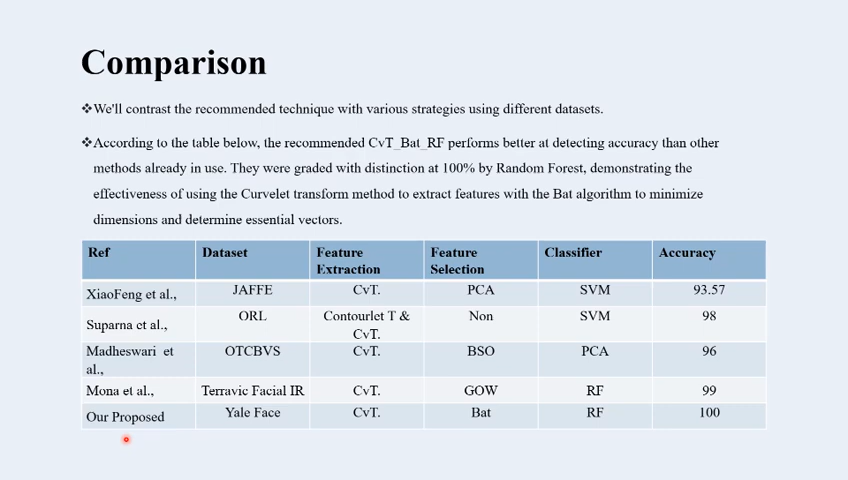 Comparison
❖We'll contrast the recommended technique with various strategies using different datasets.
❖According to the table below, the recommended CvT_Bat_RF performs better at detecting accuracy than other
methods already in use. They were graded with distinction at 100% by Random Forest, demonstrating the
effectiveness of using the Curvelet transform method to extract features with the Bat algorithm to minimize
dimensions and determine essential vectors.
Ref Dataset Feature Extraction Feature Selection Classifier Accuracy
XiaoFeng et al., JAFFE CvT. PCA SVM 93.57
Suparna et al., ORL Contourlet T & CvT. Non SVM 98
Madheswari et al., OTCBVS CvT. BSO PCA 96
Mona et al., Terravic Facial IR CvT. GOW RF 99
Our Proposed Yale Face CvT. Bat RF 100